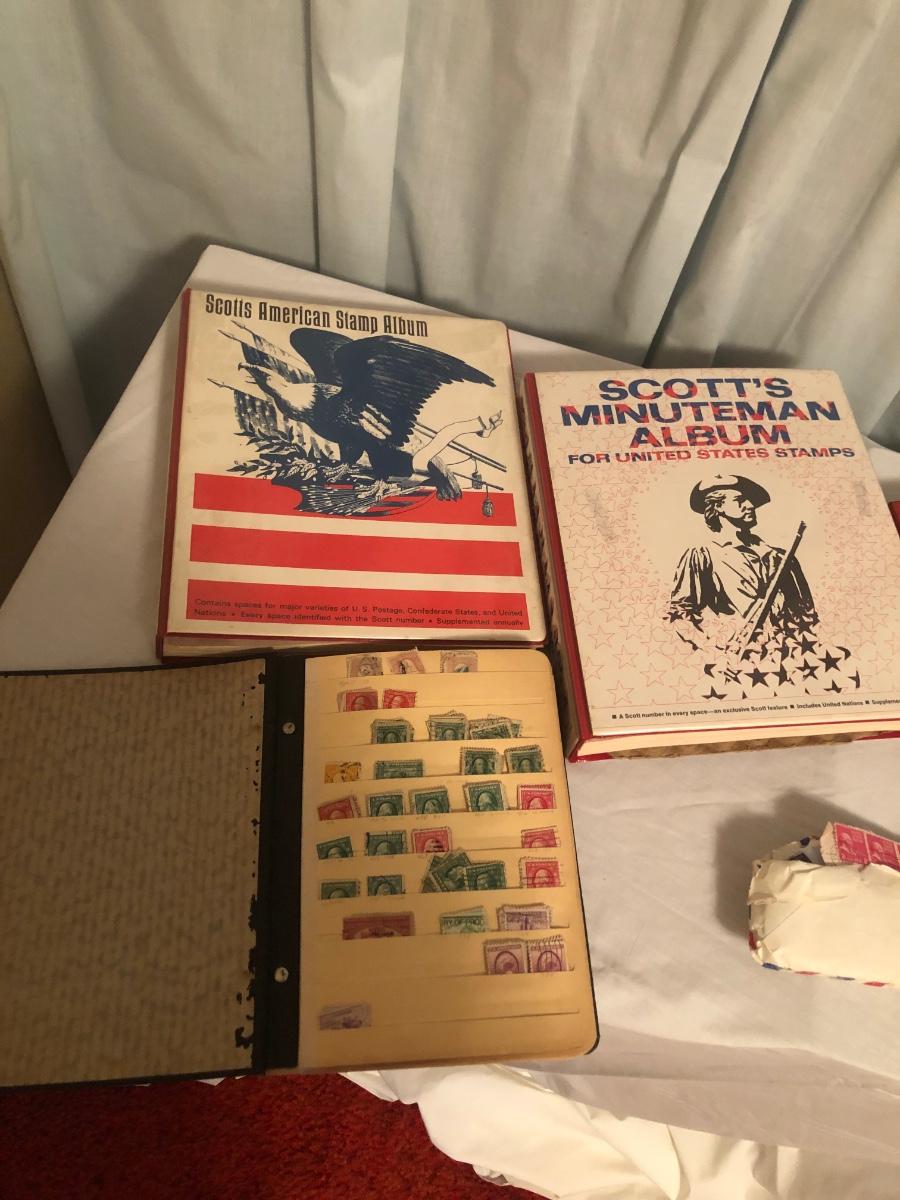 Scotts American Stamp Album
Contains spaces for major varieties of U. S. Postage, Confederate States, and United
Nations • Every space identified with the Scott number • Supplemented annually
SCOTT'S
MINUTEMAN
ALBUM
FOR UNITED STATES STAMPS
■ A Scott number in every space—an exclusive Scott feature ■ Includes United Nations ■